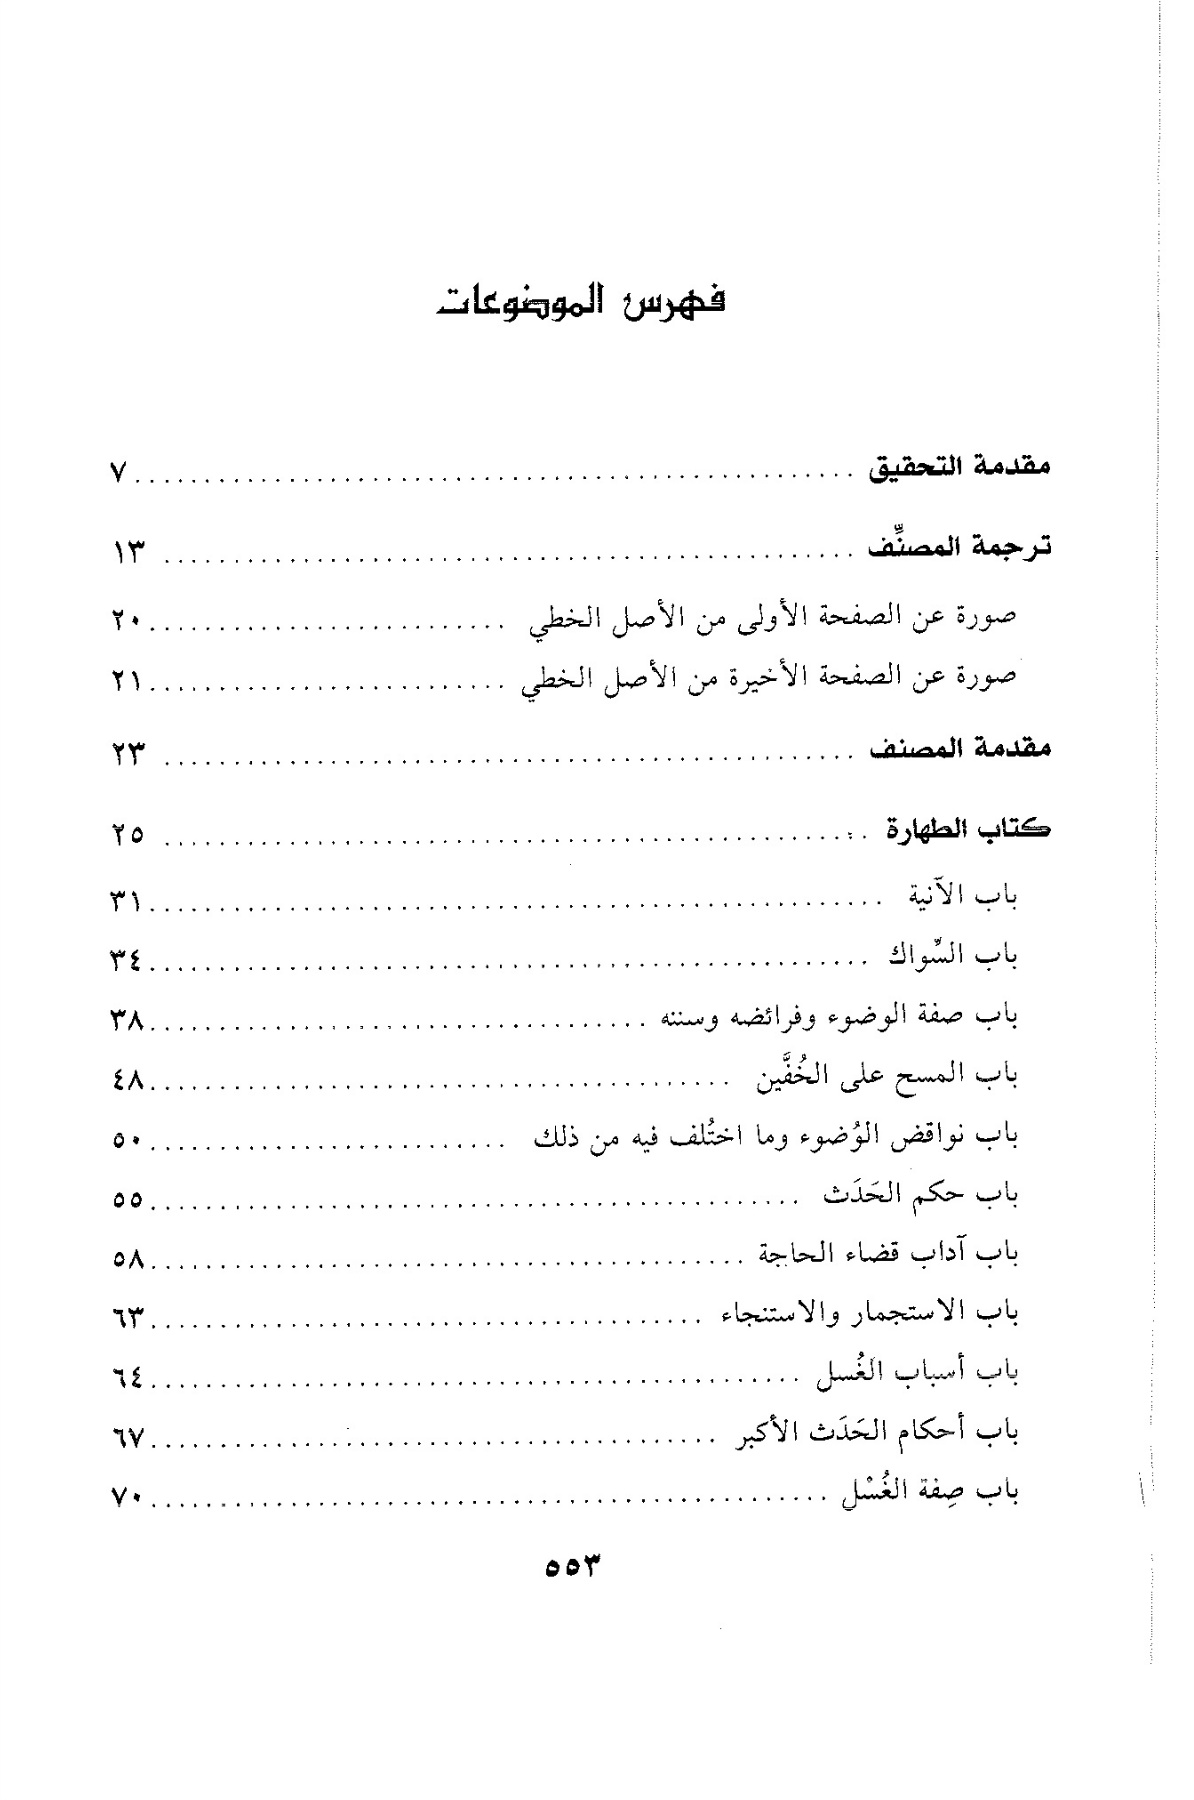 فهرس الموضوعات
مقدمة التحقيق ........................................ ٧
ترجمة المصنِّف ........................................ ١٣
صورة عن الصفحة الأولى من الأصل الخطي ........................................ ٢٠
صورة عن الصفحة الأخيرة من الأصل الخطي ........................................ ٢١
مقدمة المصنف ........................................ ٢٣
كتاب الطهارة ........................................ ٢٥
باب الآنية ........................................ ٣١
باب السِّواك ........................................ ٣٤
باب صفة الوضوء وفرائضه وسننه ........................................ ٣٨
باب المسح على الخُفَّين ........................................ ٤٨
باب نواقض الوُضوء وما اختُلف فيه من ذلك ........................................ ٥٠
باب حكم الحَدَث ........................................ ٥٥
باب آداب قضاء الحاجة ........................................ ٥٨
باب الاستجمار والاستنجاء ........................................ ٦٣
باب أسباب الغُسل ........................................ ٦٤
باب أحكام الحَدَث الأكبر ........................................ ٦٧
باب صِفة الغُسْل ........................................ ٧٠
٥٥٣